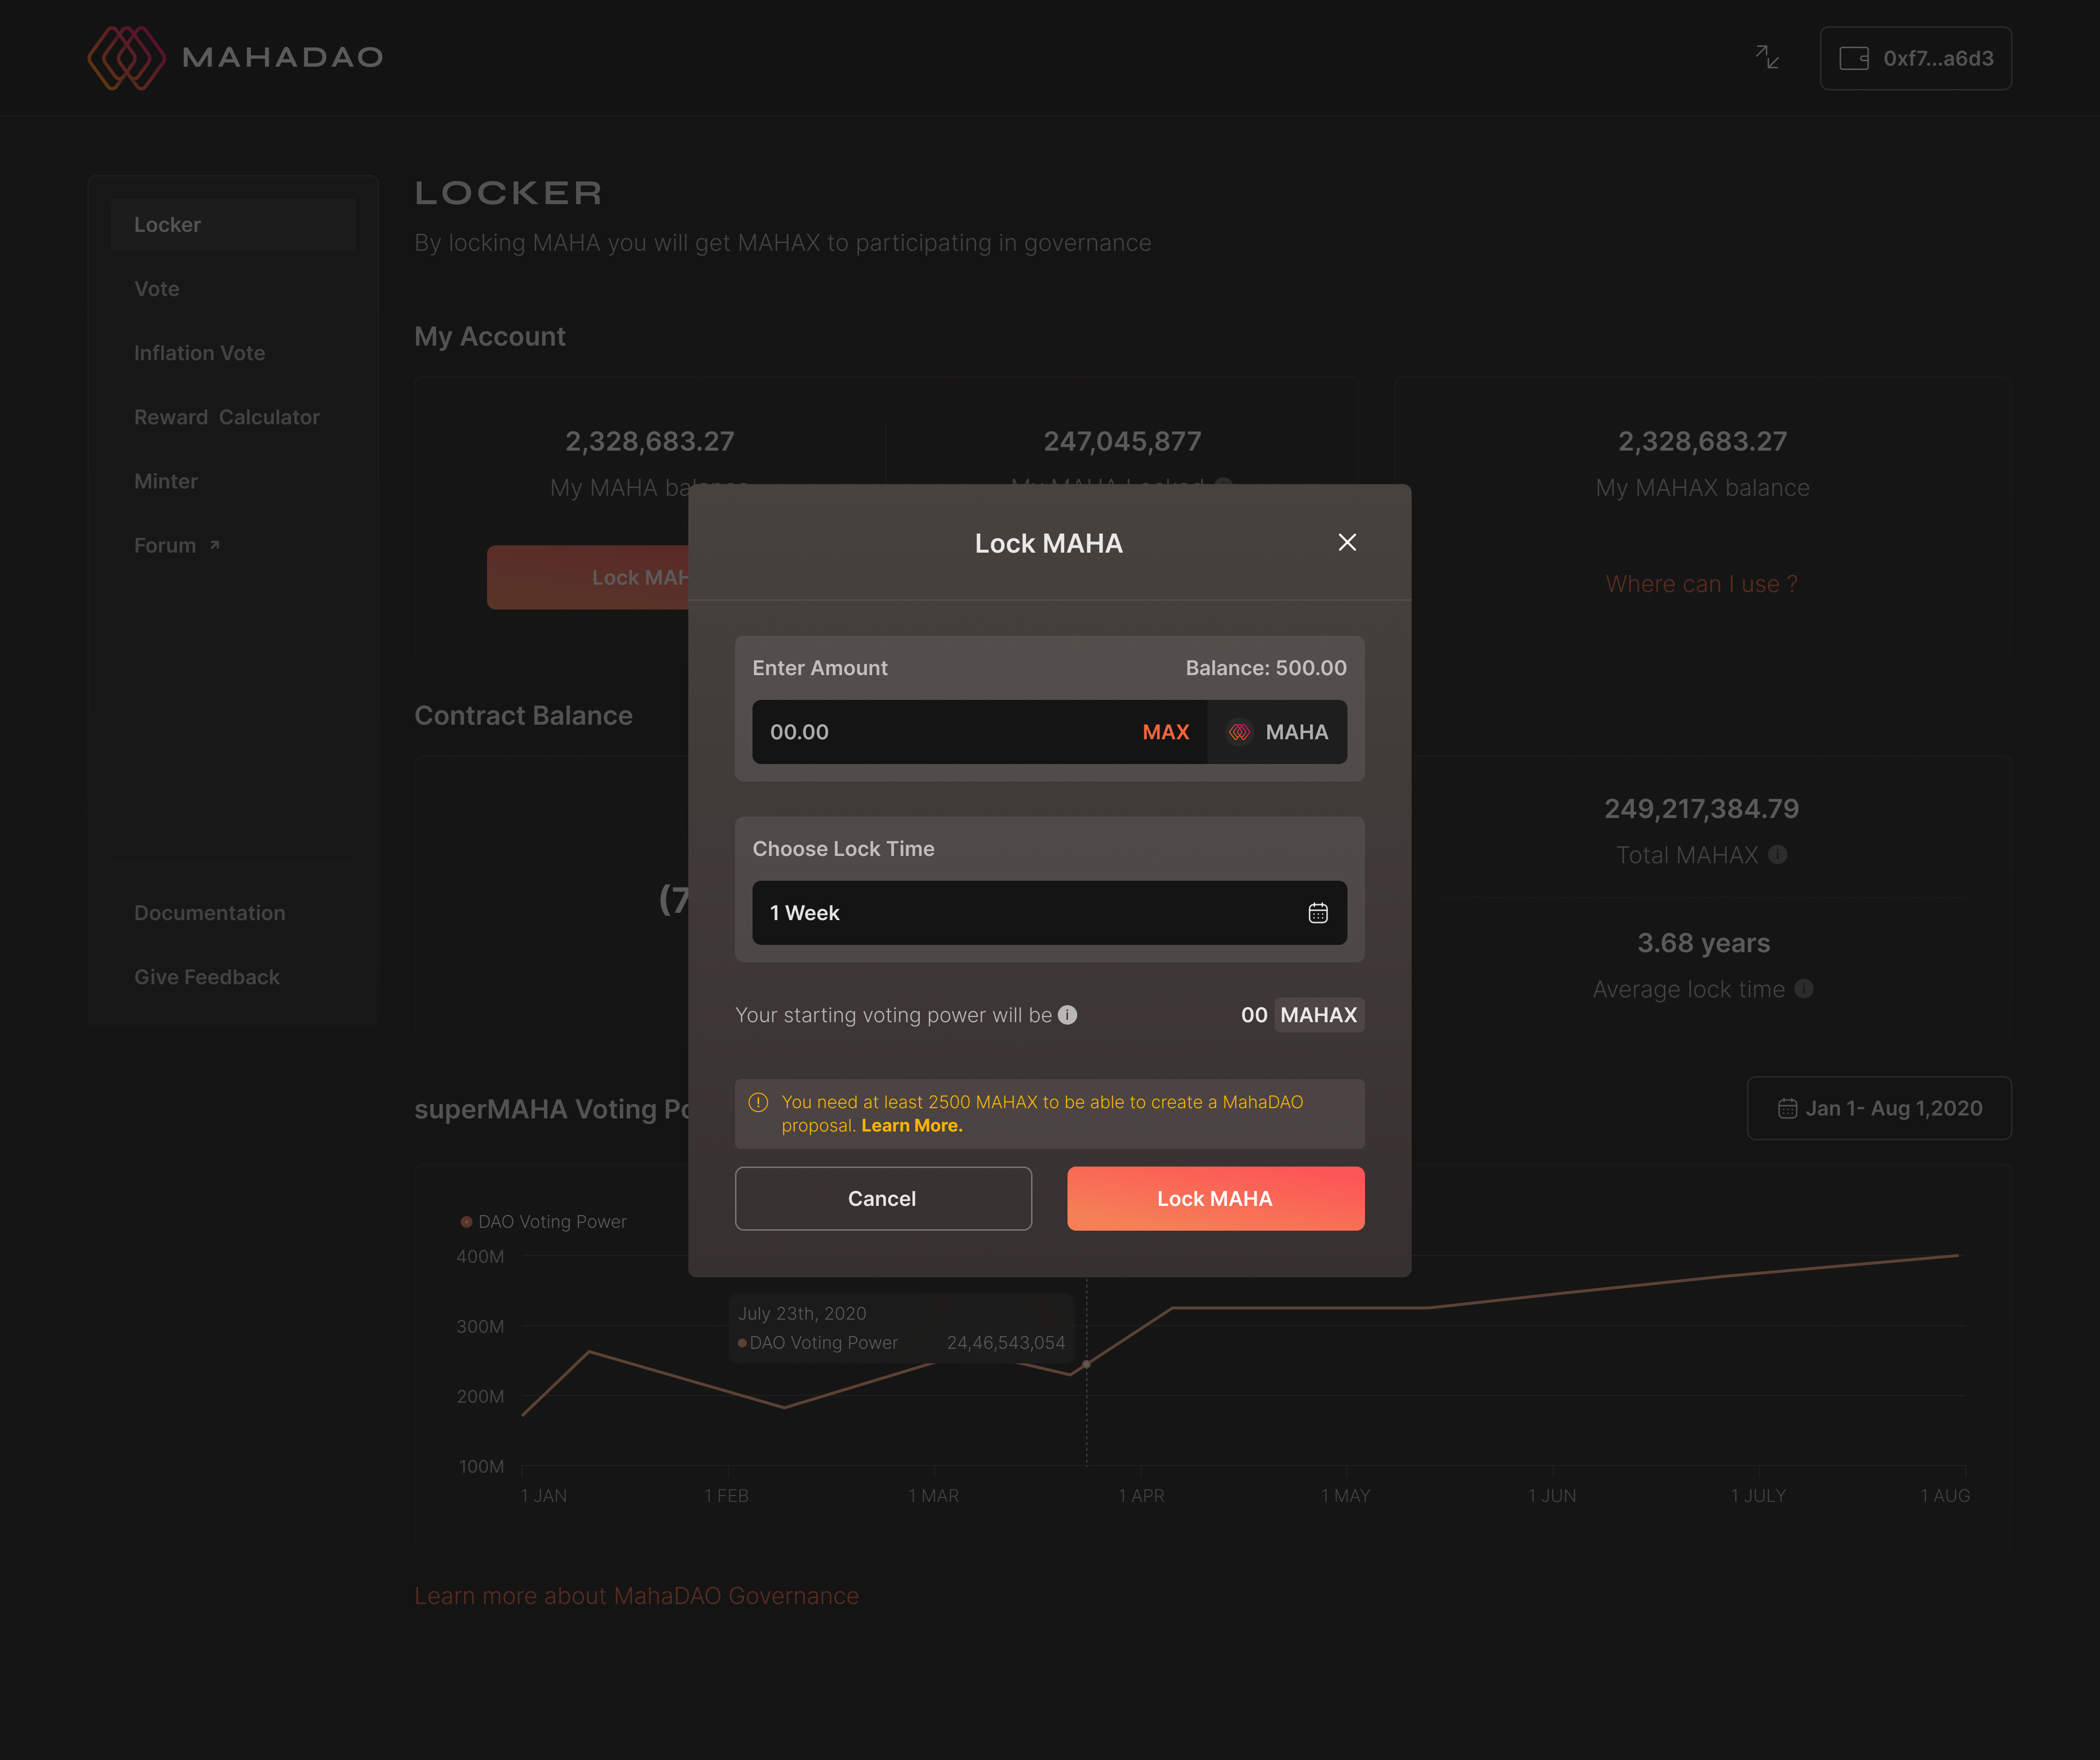 MAHADAO
0xf7...a6d3
Locker
Vote
Inflation Vote
Reward Calculator
Minter
Forum
Documentation
Give Feedback
LOCKER
By locking MAHA you will get MAHAX to participating in governance
My Account
2,328,683.27
My MAHA balance
Lock MAH
247,045,877
My MAHA Locked
2,328,683.27
My MAHAX balance
Where can I use ?
Contract Balance
(7
249,217,384.79
Total MAHAX
3.68 years
Average lock time
Lock MAHA
Enter Amount
Balance: 500.00
00.00
MAX
MAHA
Choose Lock Time
1 Week
Your starting voting power will be
00 MAHAX
You need at least 2500 MAHAX to be able to create a MahaDAO
proposal. Learn More.
Cancel
Lock MAHA
superMAHA Voting Po
Jan 1- Aug 1,2020
DAO Voting Power
400M
300M
200M
100M
July 23th, 2020
DAO Voting Power 24,46,543,054
1 JAN 1 FEB 1 MAR 1 APR 1 MAY 1 JUN 1 JULY 1 AUG
Learn more about MahaDAO Governance